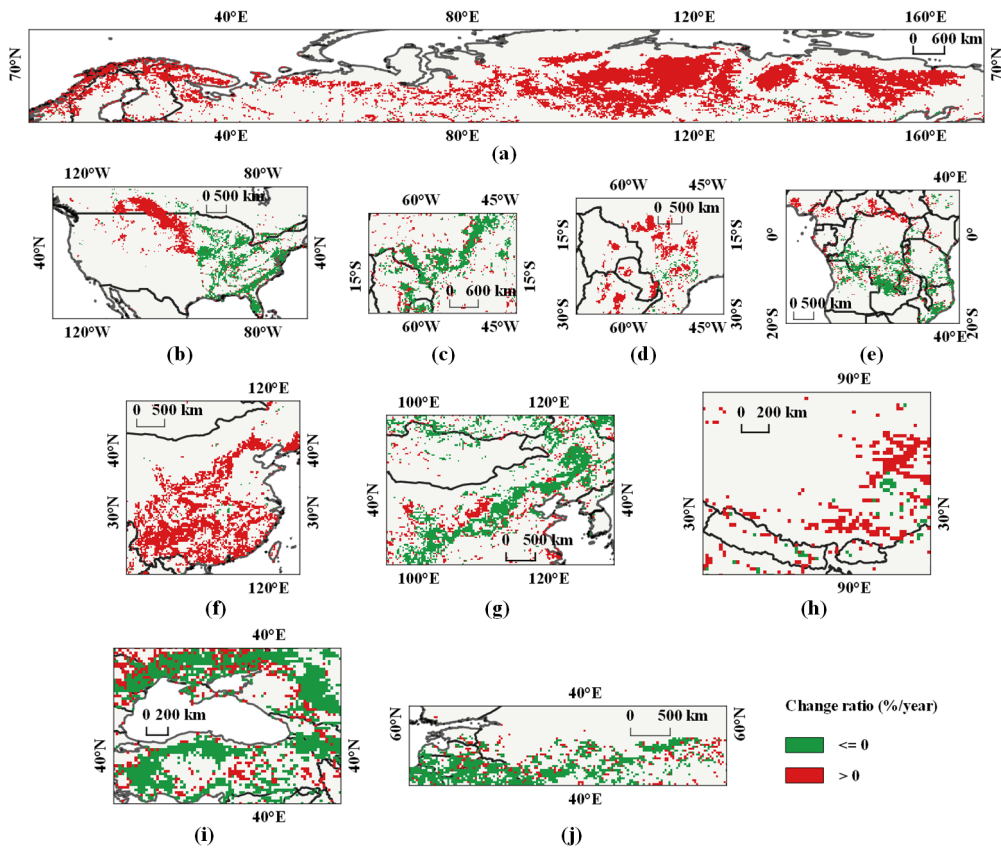 40°E 80°E 120°E 160°E
70°N 0 600 km 70°N
40°E 80°E 120°E 160°E
(a)
120°W 80°W
0 500 km
40°N 40°N
120°W 80°W
(b)
60°W 45°W
15°S 15°S
0 600 km
60°W 45°W
(c)
60°W 45°W
0 500 km
15°S 15°S
30°S 30°S
60°W 45°W
(d)
40°E
0° 0°
0 500 km
20°S 20°S
40°E
(e)
120°E
0 500 km
40°N 40°N
30°N 30°N
120°E
(f)
100°E 120°E
40°N 40°N
0 500 km
100°E 120°E
(g)
90°E
0 200 km
30°N 30°N
90°E
(h)
40°E
0 200 km
40°N 40°N
40°E
(i)
40°E
0 500 km
60°N 60°N
40°E
(j)
Change ratio (%/year)
<= 0
> 0